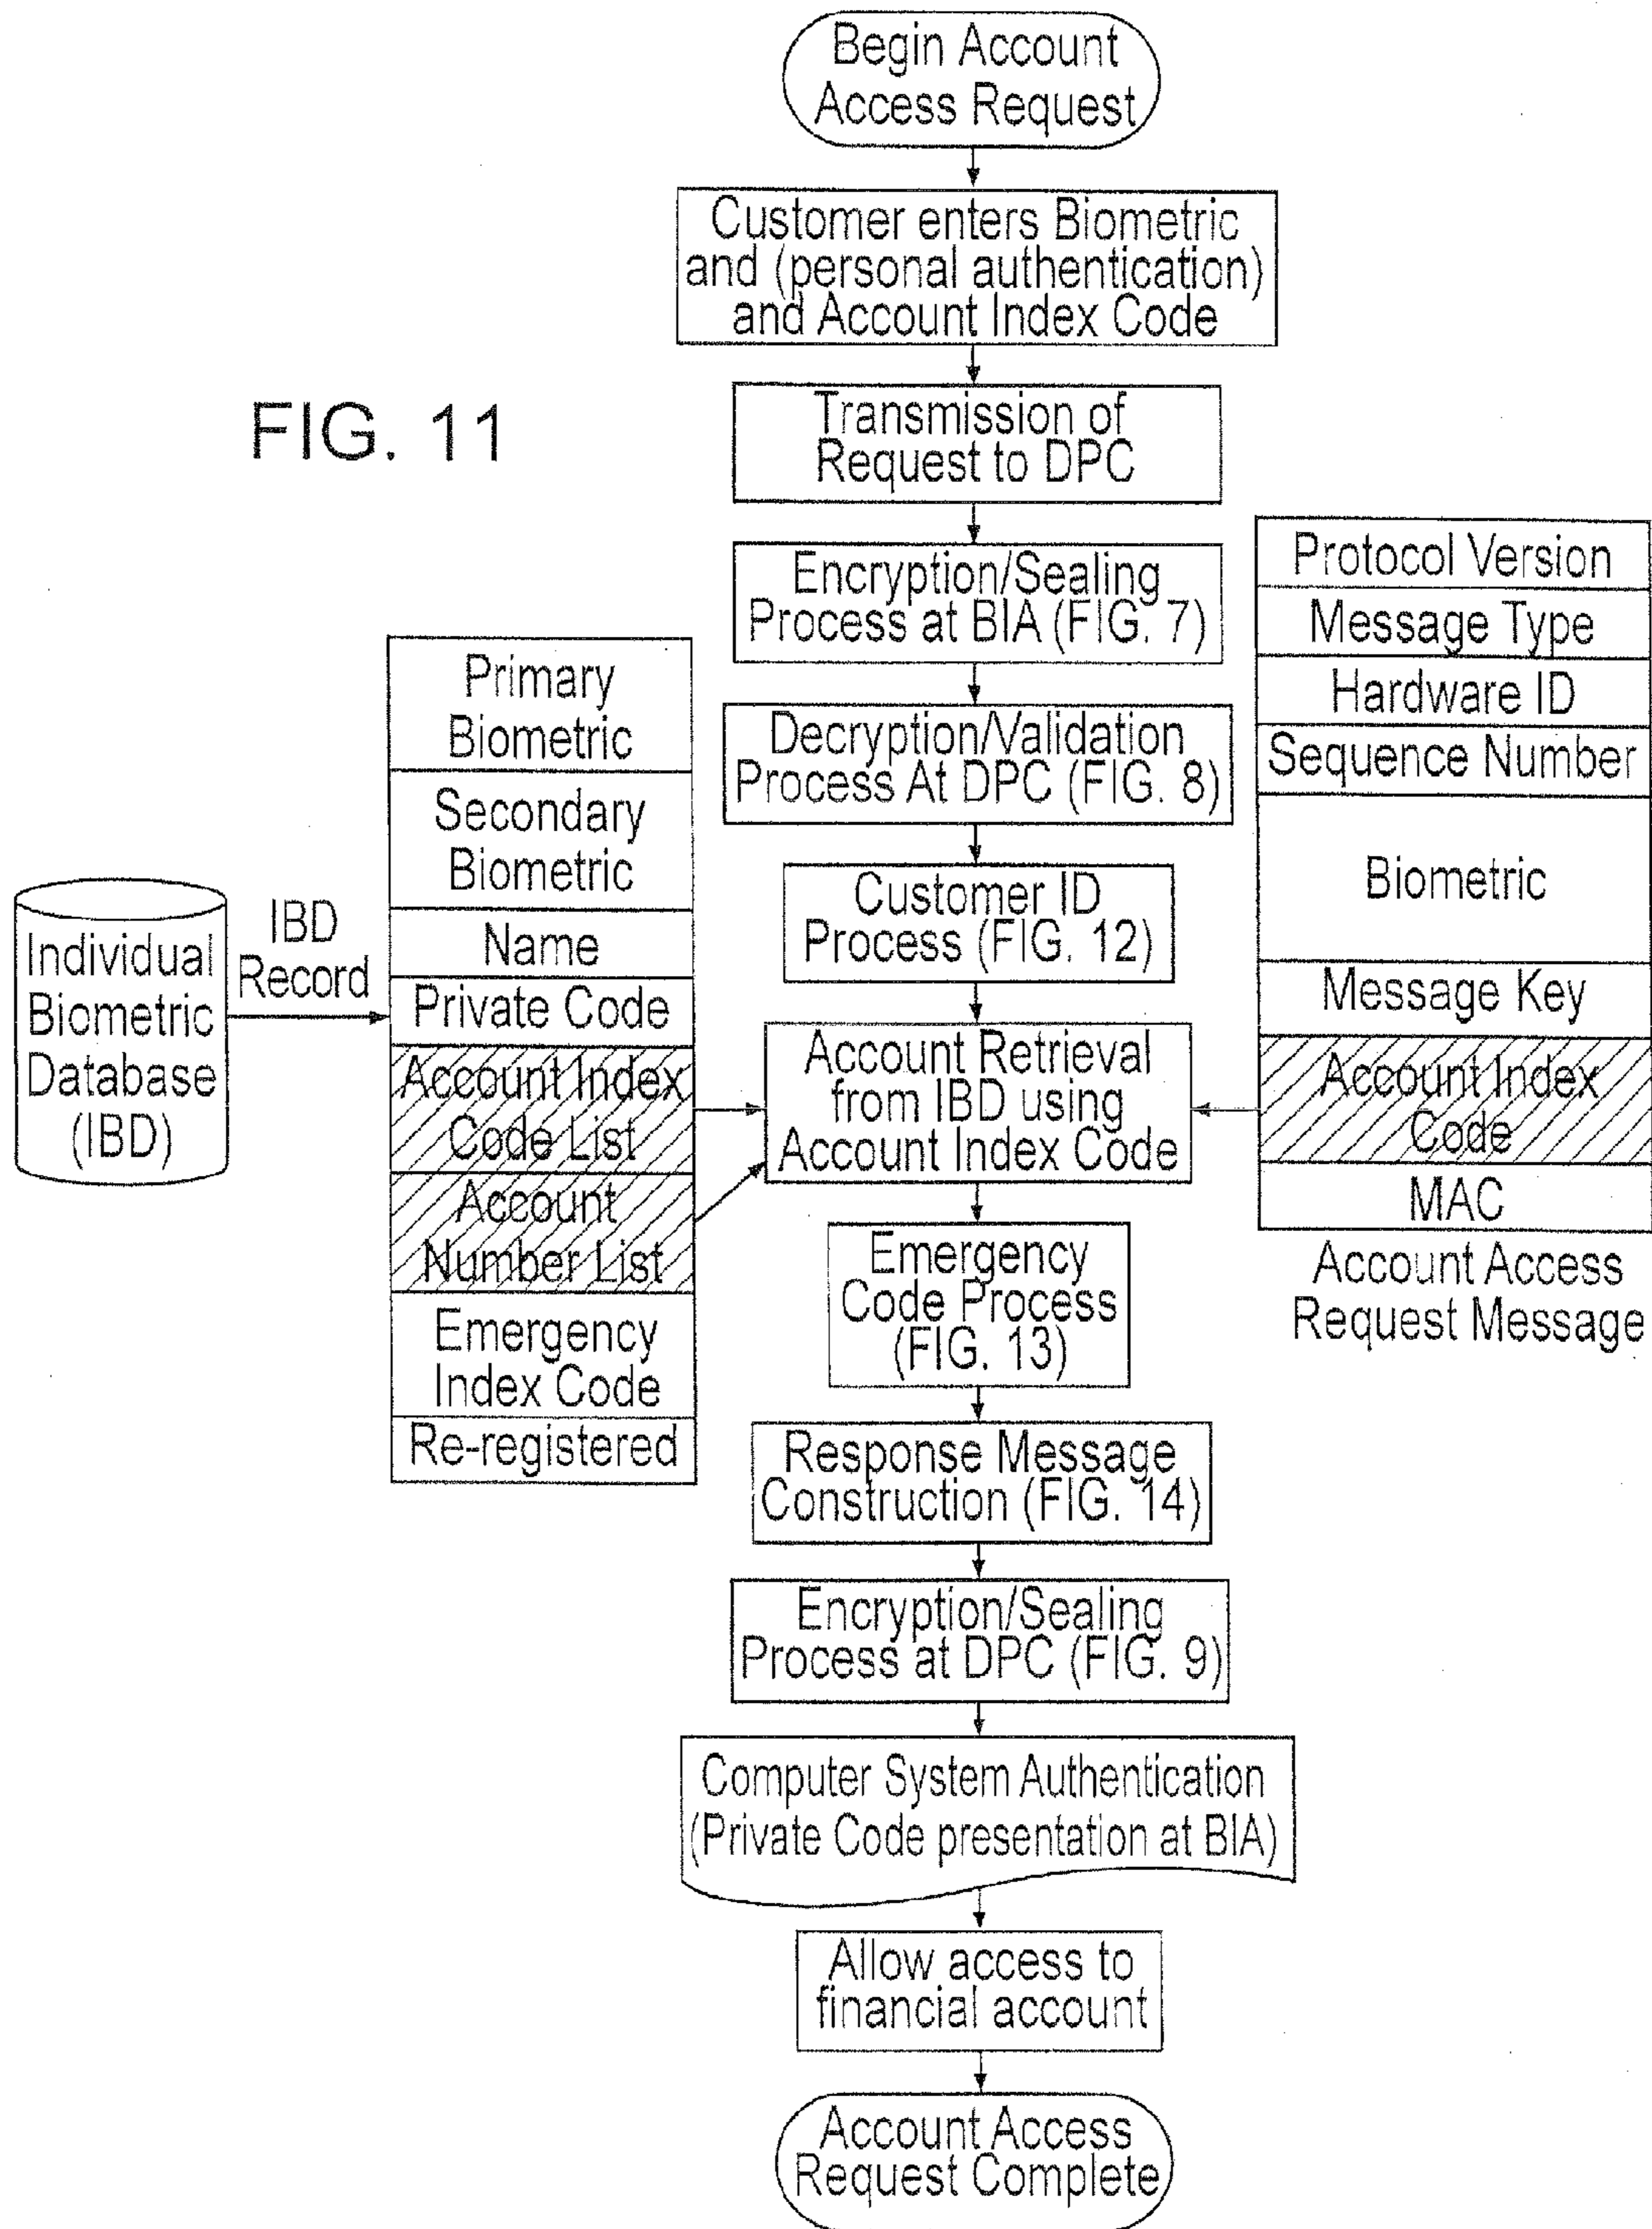 Begin Account
Access Request
Customer enters Biometric
and (personal authentication)
and Account Index Code
FIG. 11
Transmission of
Request to DPC
Encryption/Sealing
Process at BIA (FIG. 7)
Decryption/Validation
Process At DPC (FIG. 8)
Customer ID
Process (FIG. 12)
Account Retrieval
from IBD using
Account Index Code
Emergency
Code Process
(FIG. 13)
Response Message
Construction (FIG. 14)
Encryption/Sealing
Process at DPC (FIG. 9)
Computer System Authentication
(Private Code presentation at BIA)
Allow access to
financial account
Account Access
Request Complete
Individual
Biometric
Database
(IBD)
IBD
Record
Primary
Biometric
Secondary
Biometric
Name
Private Code
Account Index
Code List
Account
Number List
Emergency
Index Code
Re-registered
Protocol Version
Message Type
Hardware ID
Sequence Number
Biometric
Message Key
Account Index
Code
MAC
Account Access
Request Message